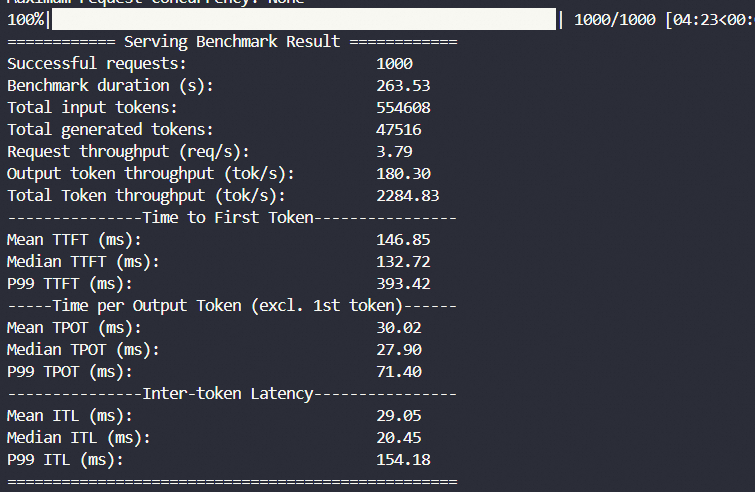 Maximum request concurrency: None
100%| | 1000/1000 [04:23<00:
============ Serving Benchmark Result ============
Successful requests: 1000
Benchmark duration (s): 263.53
Total input tokens: 554608
Total generated tokens: 47516
Request throughput (req/s): 3.79
Output token throughput (tok/s): 180.30
Total Token throughput (tok/s): 2284.83
---------------Time to First Token----------------
Mean TTFT (ms): 146.85
Median TTFT (ms): 132.72
P99 TTFT (ms): 393.42
-----Time per Output Token (excl. 1st token)------
Mean TPOT (ms): 30.02
Median TPOT (ms): 27.90
P99 TPOT (ms): 71.40
---------------Inter-token Latency----------------
Mean ITL (ms): 29.05
Median ITL (ms): 20.45
P99 ITL (ms): 154.18
==================================================